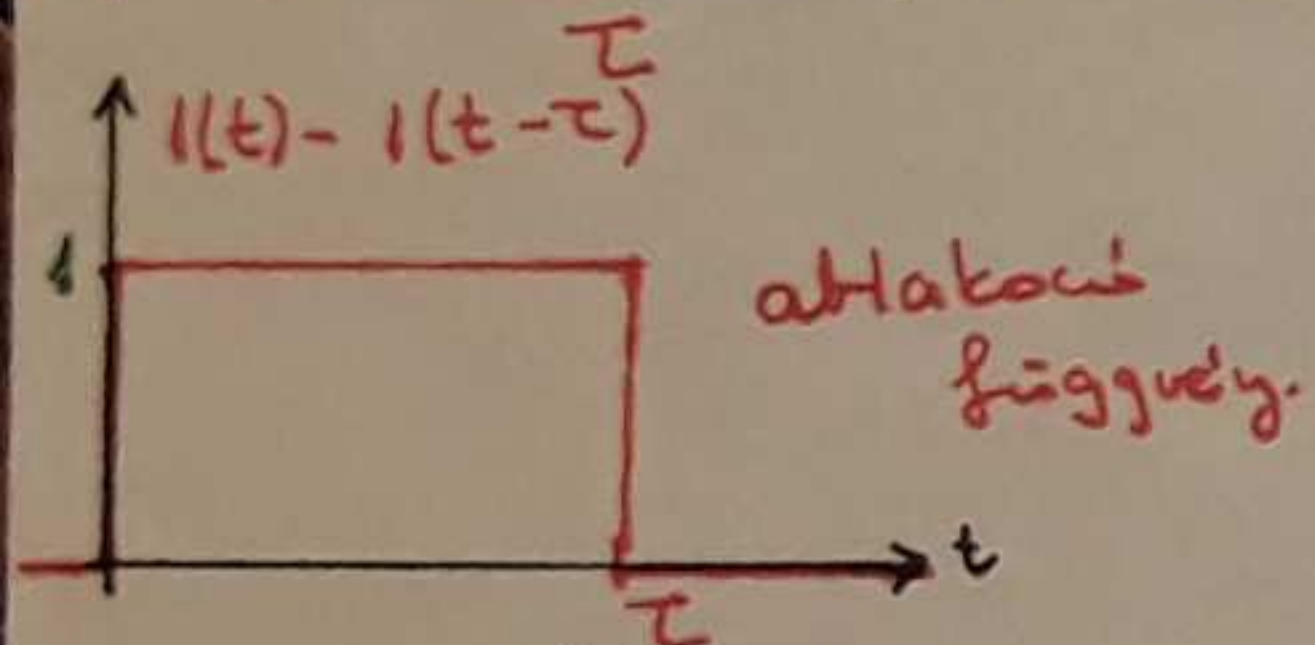 τ
1(t) - 1(t - τ)
1
ablakozó
függvény.
t
τ